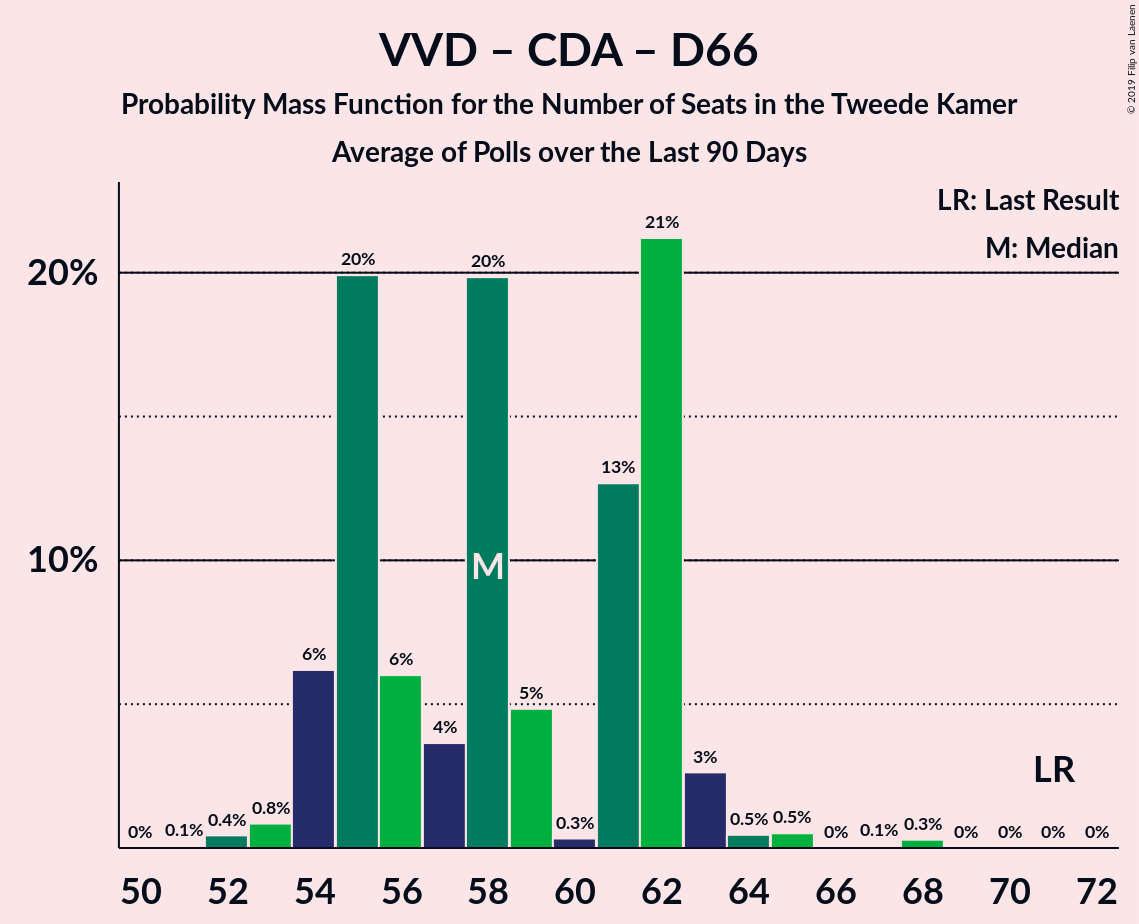 VVD – CDA – D66
Probability Mass Function for the Number of Seats in the Tweede Kamer
Average of Polls over the Last 90 Days
© 2019 Filip van Laenen
LR: Last Result
M: Median
20%
10%
0%
0.1%
0.4%
0.8%
6%
20%
6%
4%
20%
5%
0.3%
13%
21%
3%
0.5%
0.5%
0%
0.1%
0.3%
0%
0%
0%
0%
M
LR
50 52 54 56 58 60 62 64 66 68 70 72